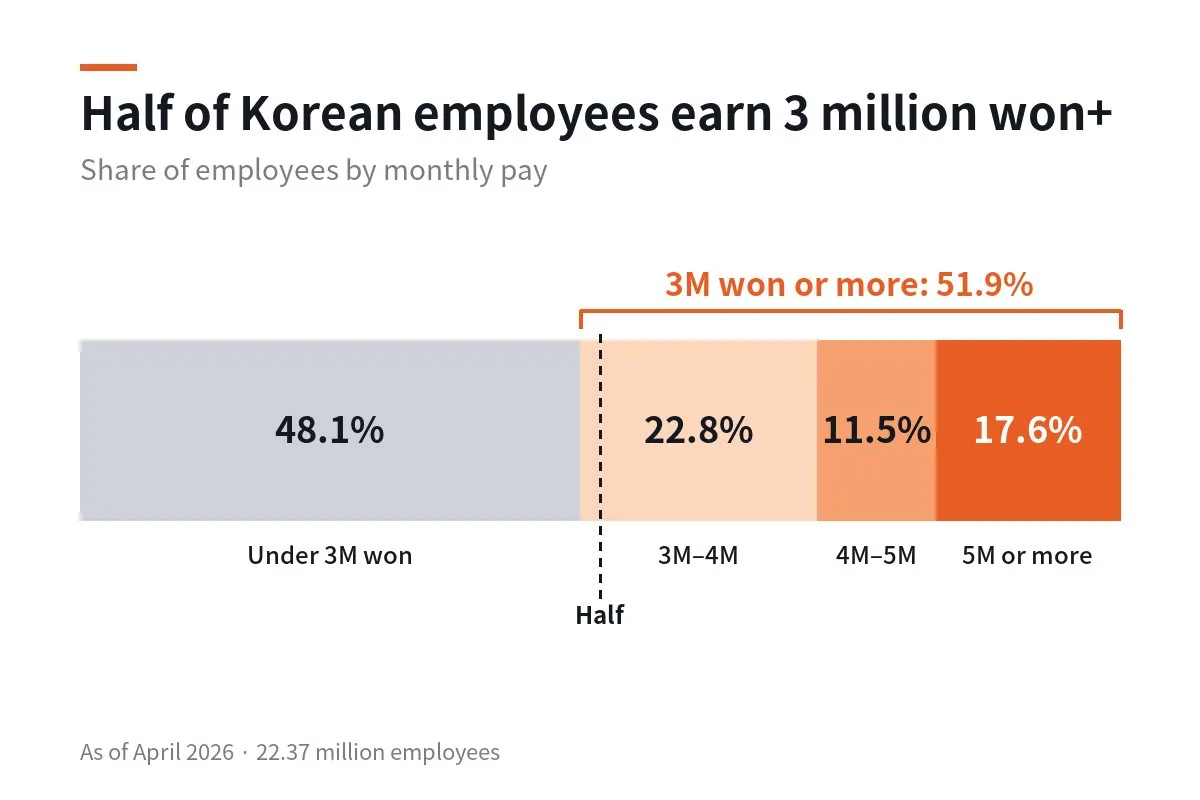 Half of Korean employees earn 3 million won+
Share of employees by monthly pay
3M won or more: 51.9%
48.1% 22.8% 11.5% 17.6%
Under 3M won 3M–4M 4M–5M 5M or more
Half
As of April 2026 · 22.37 million employees